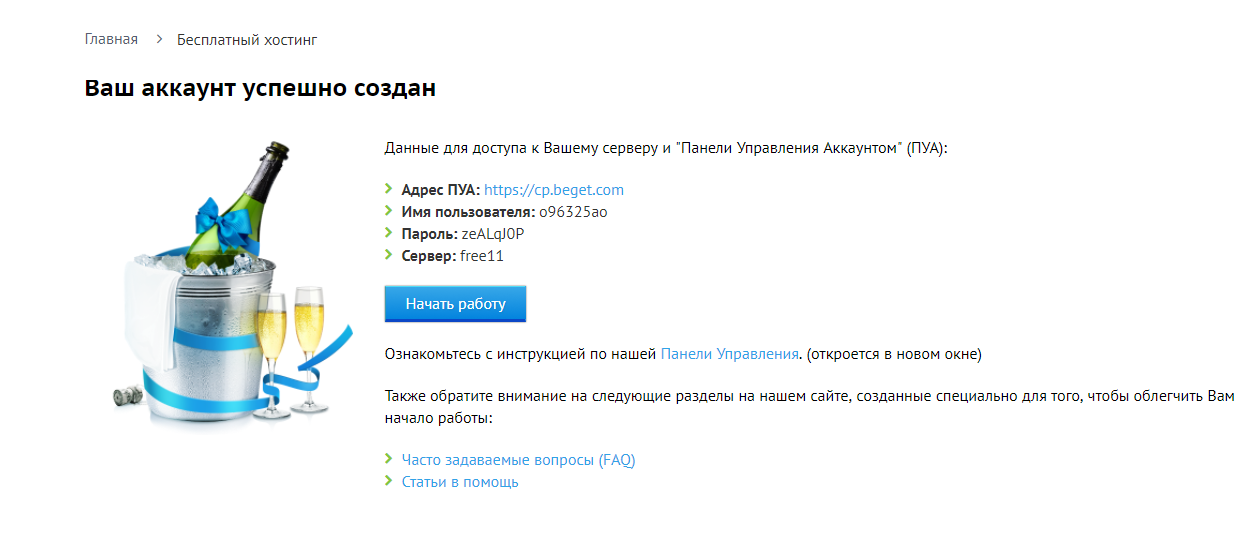 Главная > Бесплатный хостинг
Ваш аккаунт успешно создан
Данные для доступа к Вашему серверу и "Панели Управления Аккаунтом" (ПУА):
Адрес ПУА: https://cp.beget.com
Имя пользователя: o96325ao
Пароль: zeALqJ0P
Сервер: free11
Начать работу
Ознакомьтесь с инструкцией по нашей Панели Управления. (откроется в новом окне)
Также обратите внимание на следующие разделы на нашем сайте, созданные специально для того, чтобы облегчить Вам
начало работы:
Часто задаваемые вопросы (FAQ)
Статьи в помощь